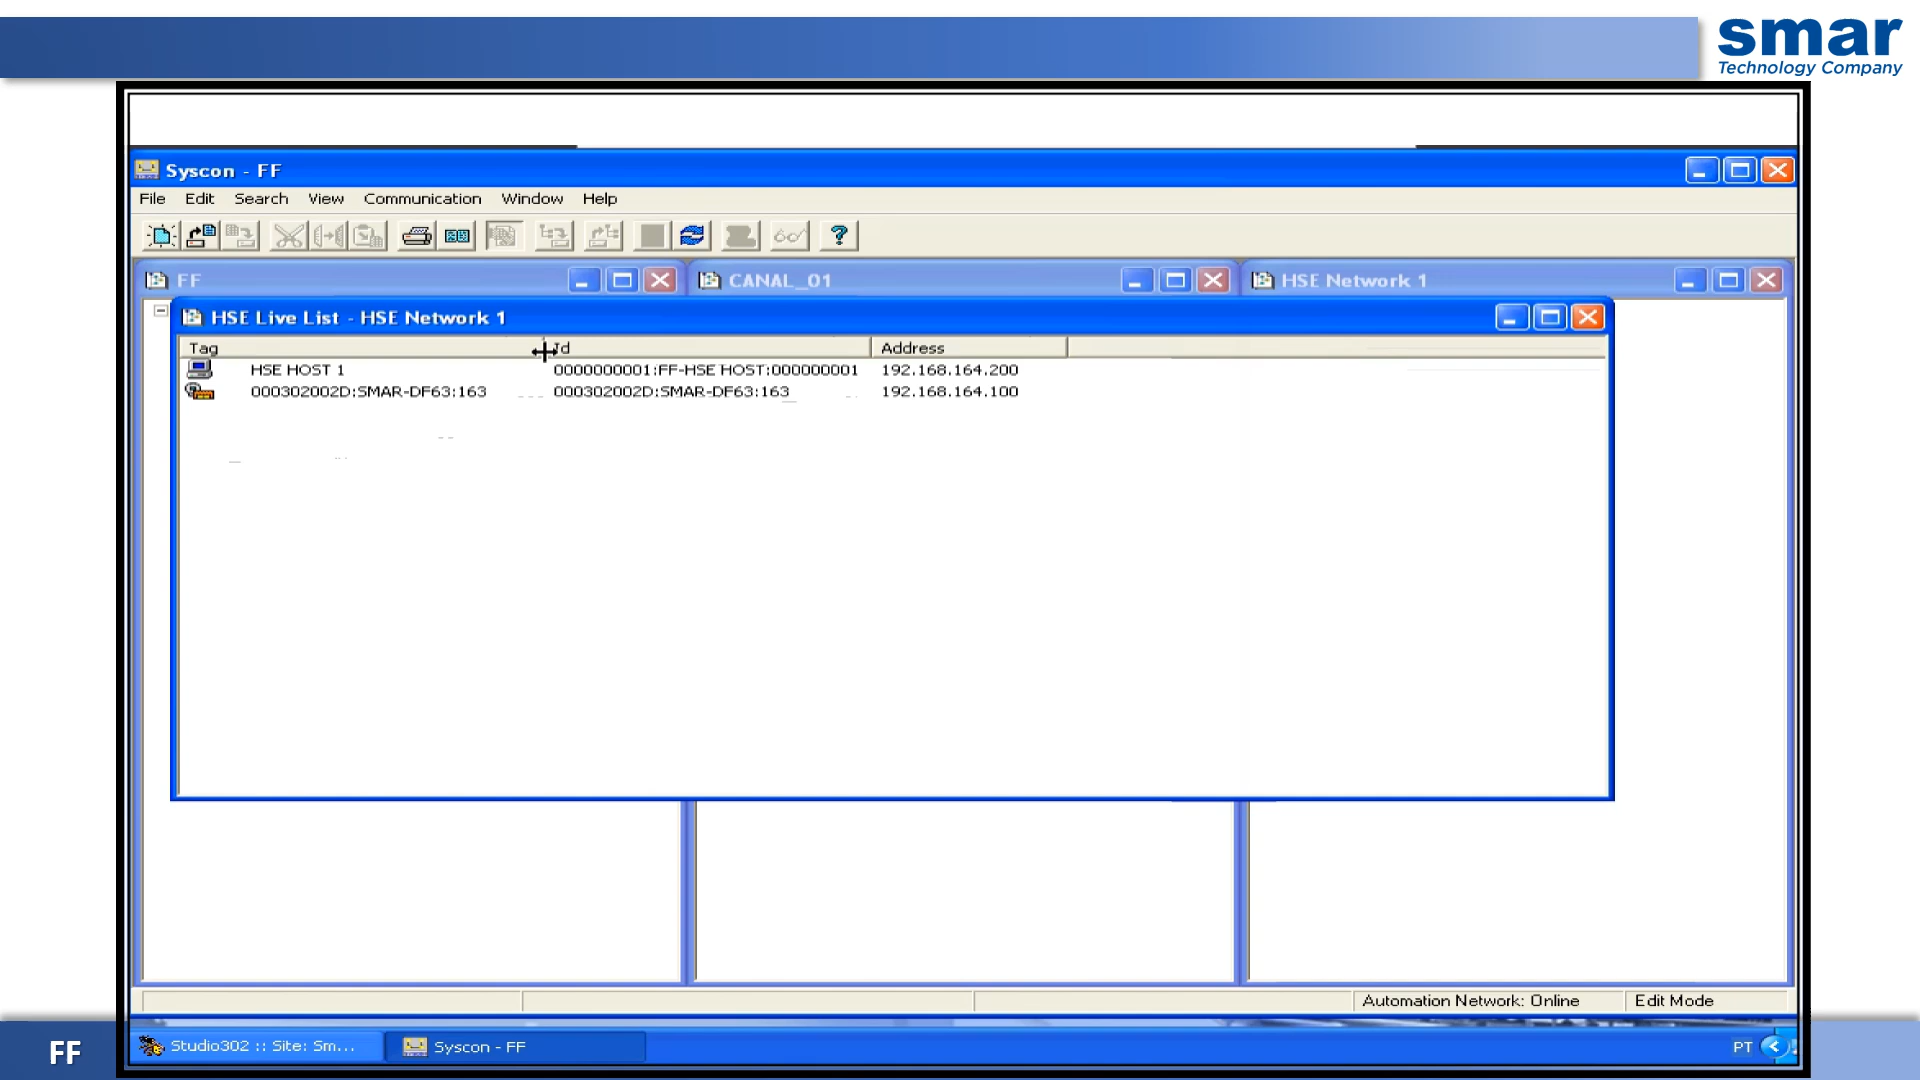 smar
Technology Company
Syscon - FF
File Edit Search View Communication Window Help
FF CANAL_01 HSE Network 1
HSE Live List - HSE Network 1
Tag Id Address
HSE HOST 1 0000000001:FF-HSE HOST:000000001 192.168.164.200
000302002D:SMAR-DF63:163 000302002D:SMAR-DF63:163 192.168.164.100
Automation Network: Online Edit Mode
Studio302 :: Site: Sm... Syscon - FF PT
FF